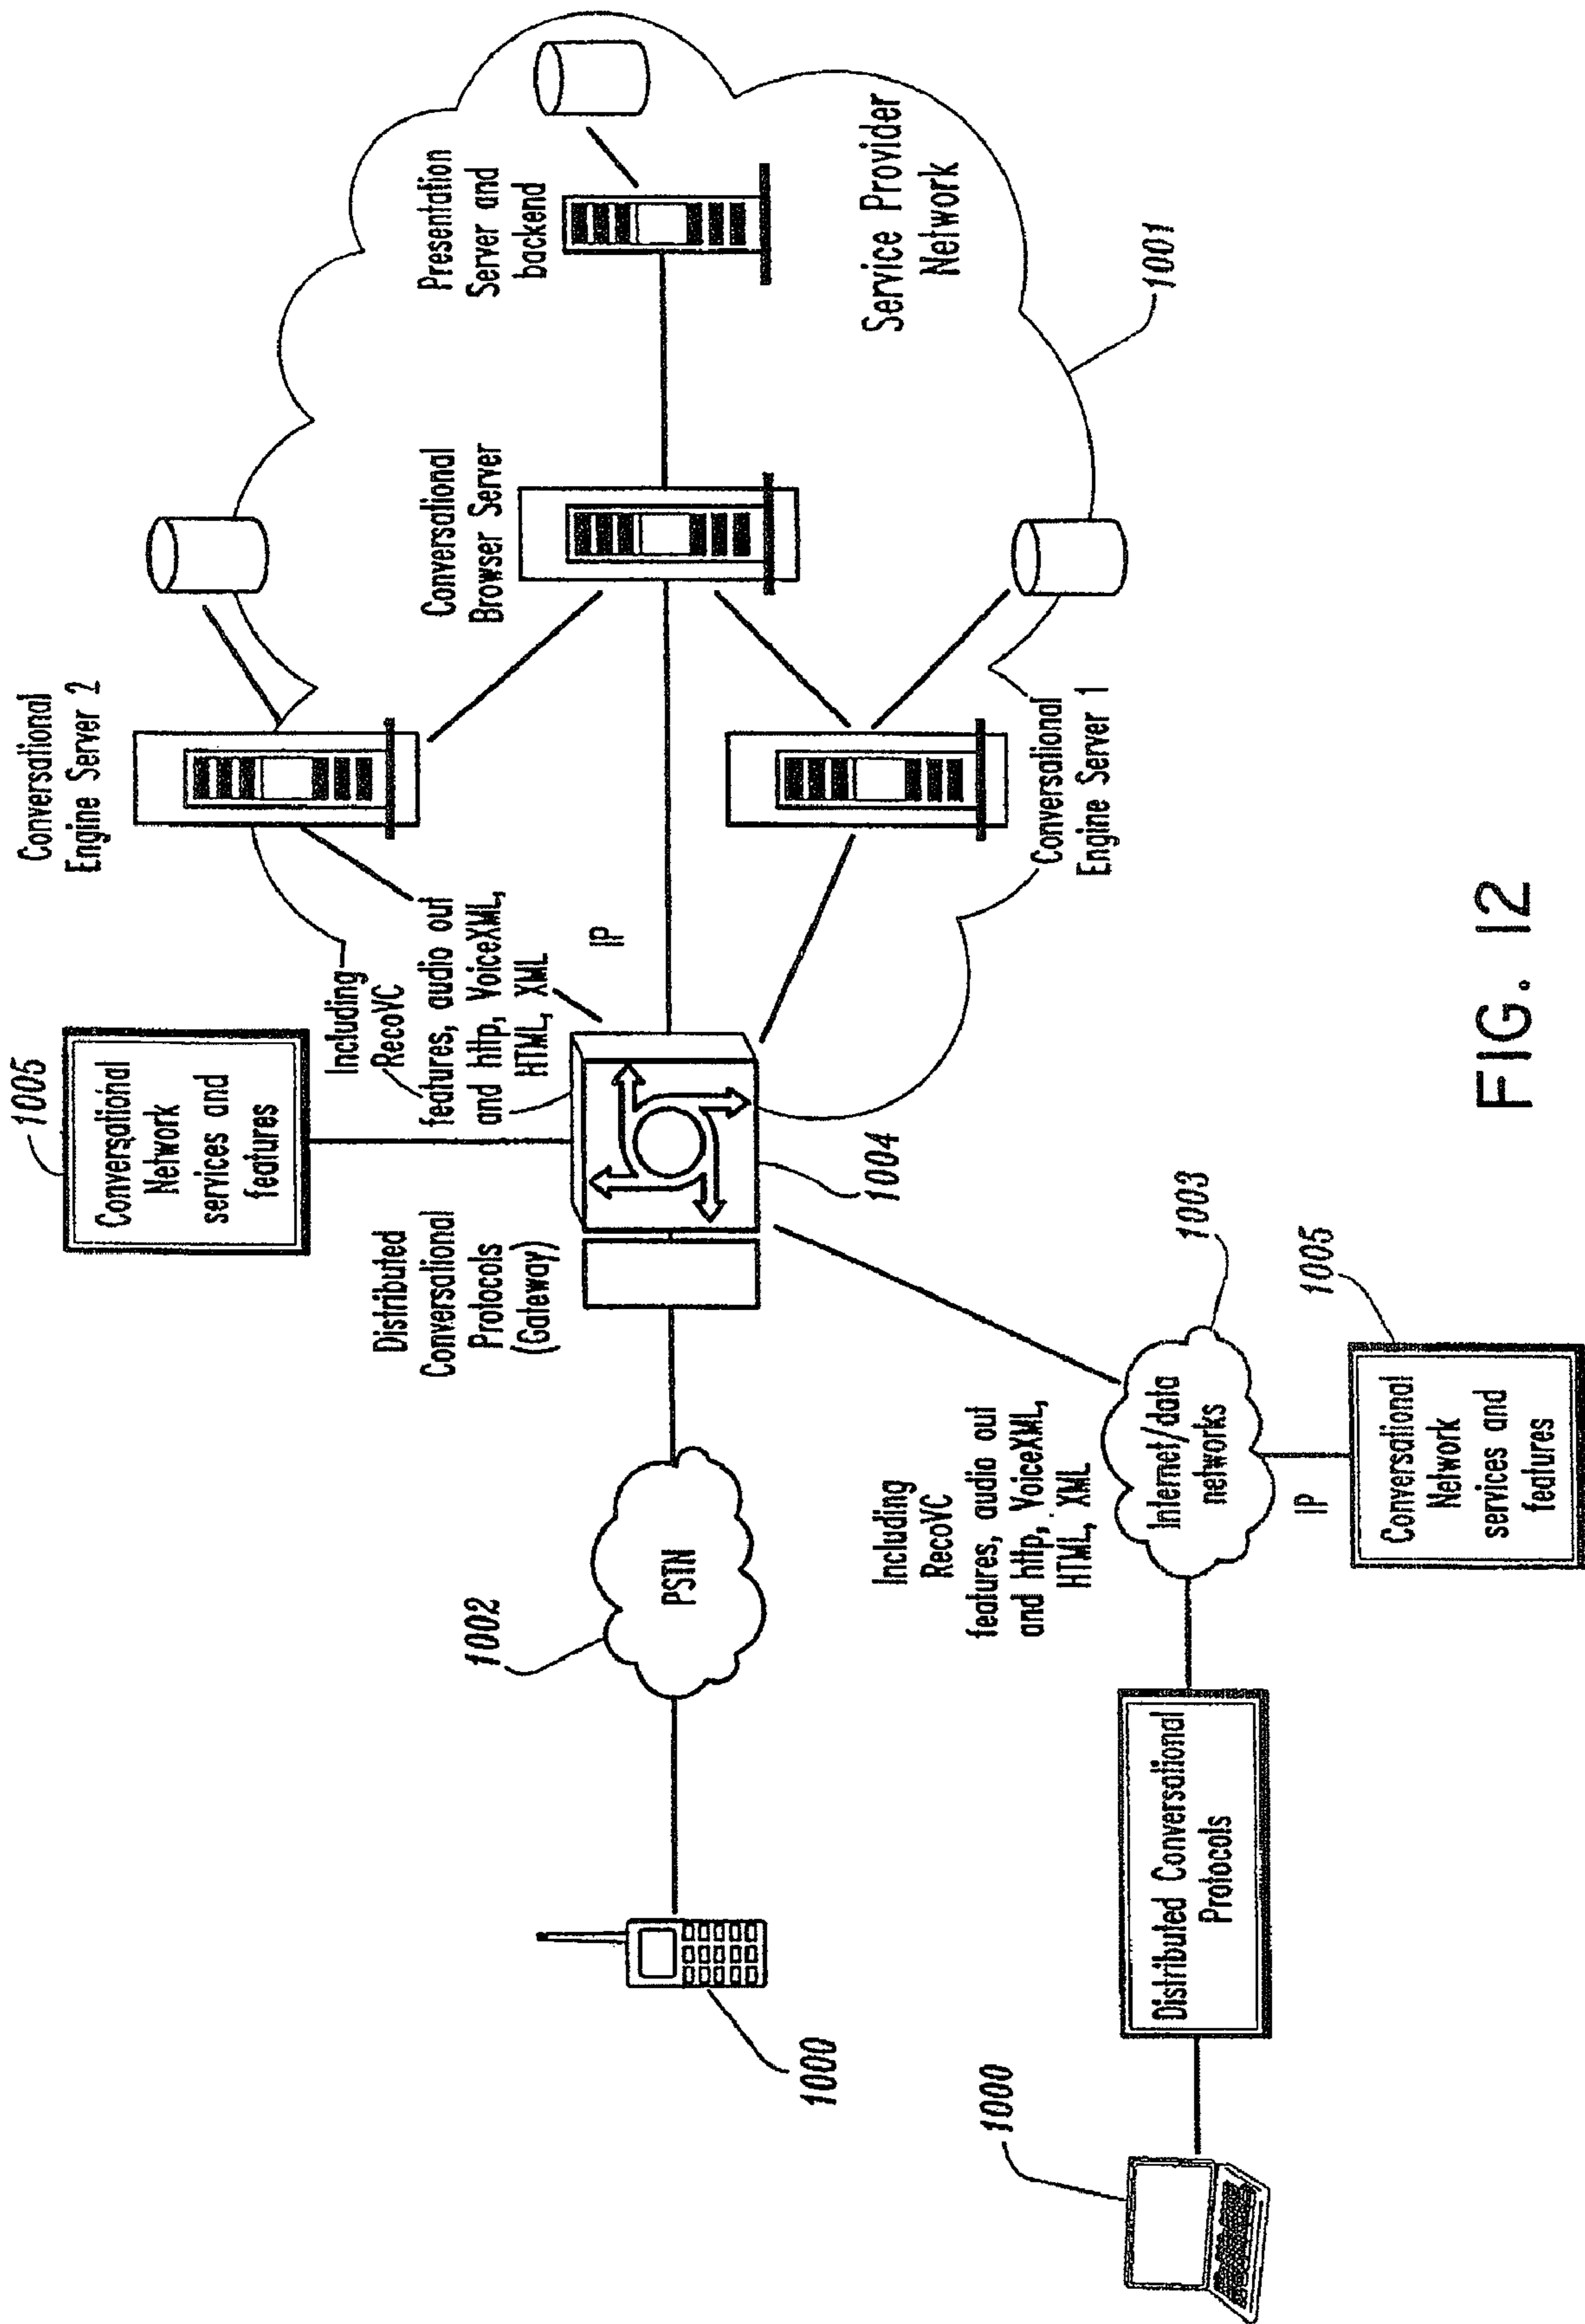 Conversational
Engine Server 2
1005
Conversational
Network
services and
features
Including
RecoVC
features, audio out
and http, VoiceXML,
HTML, XML
IP
Distributed
Conversational
Protocols
(Gateway)
1004
Conversational
Browser Server
Presentation
Server and
backend
Service Provider
Network
1001
Conversational
Engine Server 1
1002
PSTN
1000
Including
RecoVC
features, audio out
and http, VoiceXML,
HTML, XML
1003
Internet/data
networks
IP
1005
Conversational
Network
services and
features
Distributed Conversational
Protocols
1000
FIG. 12